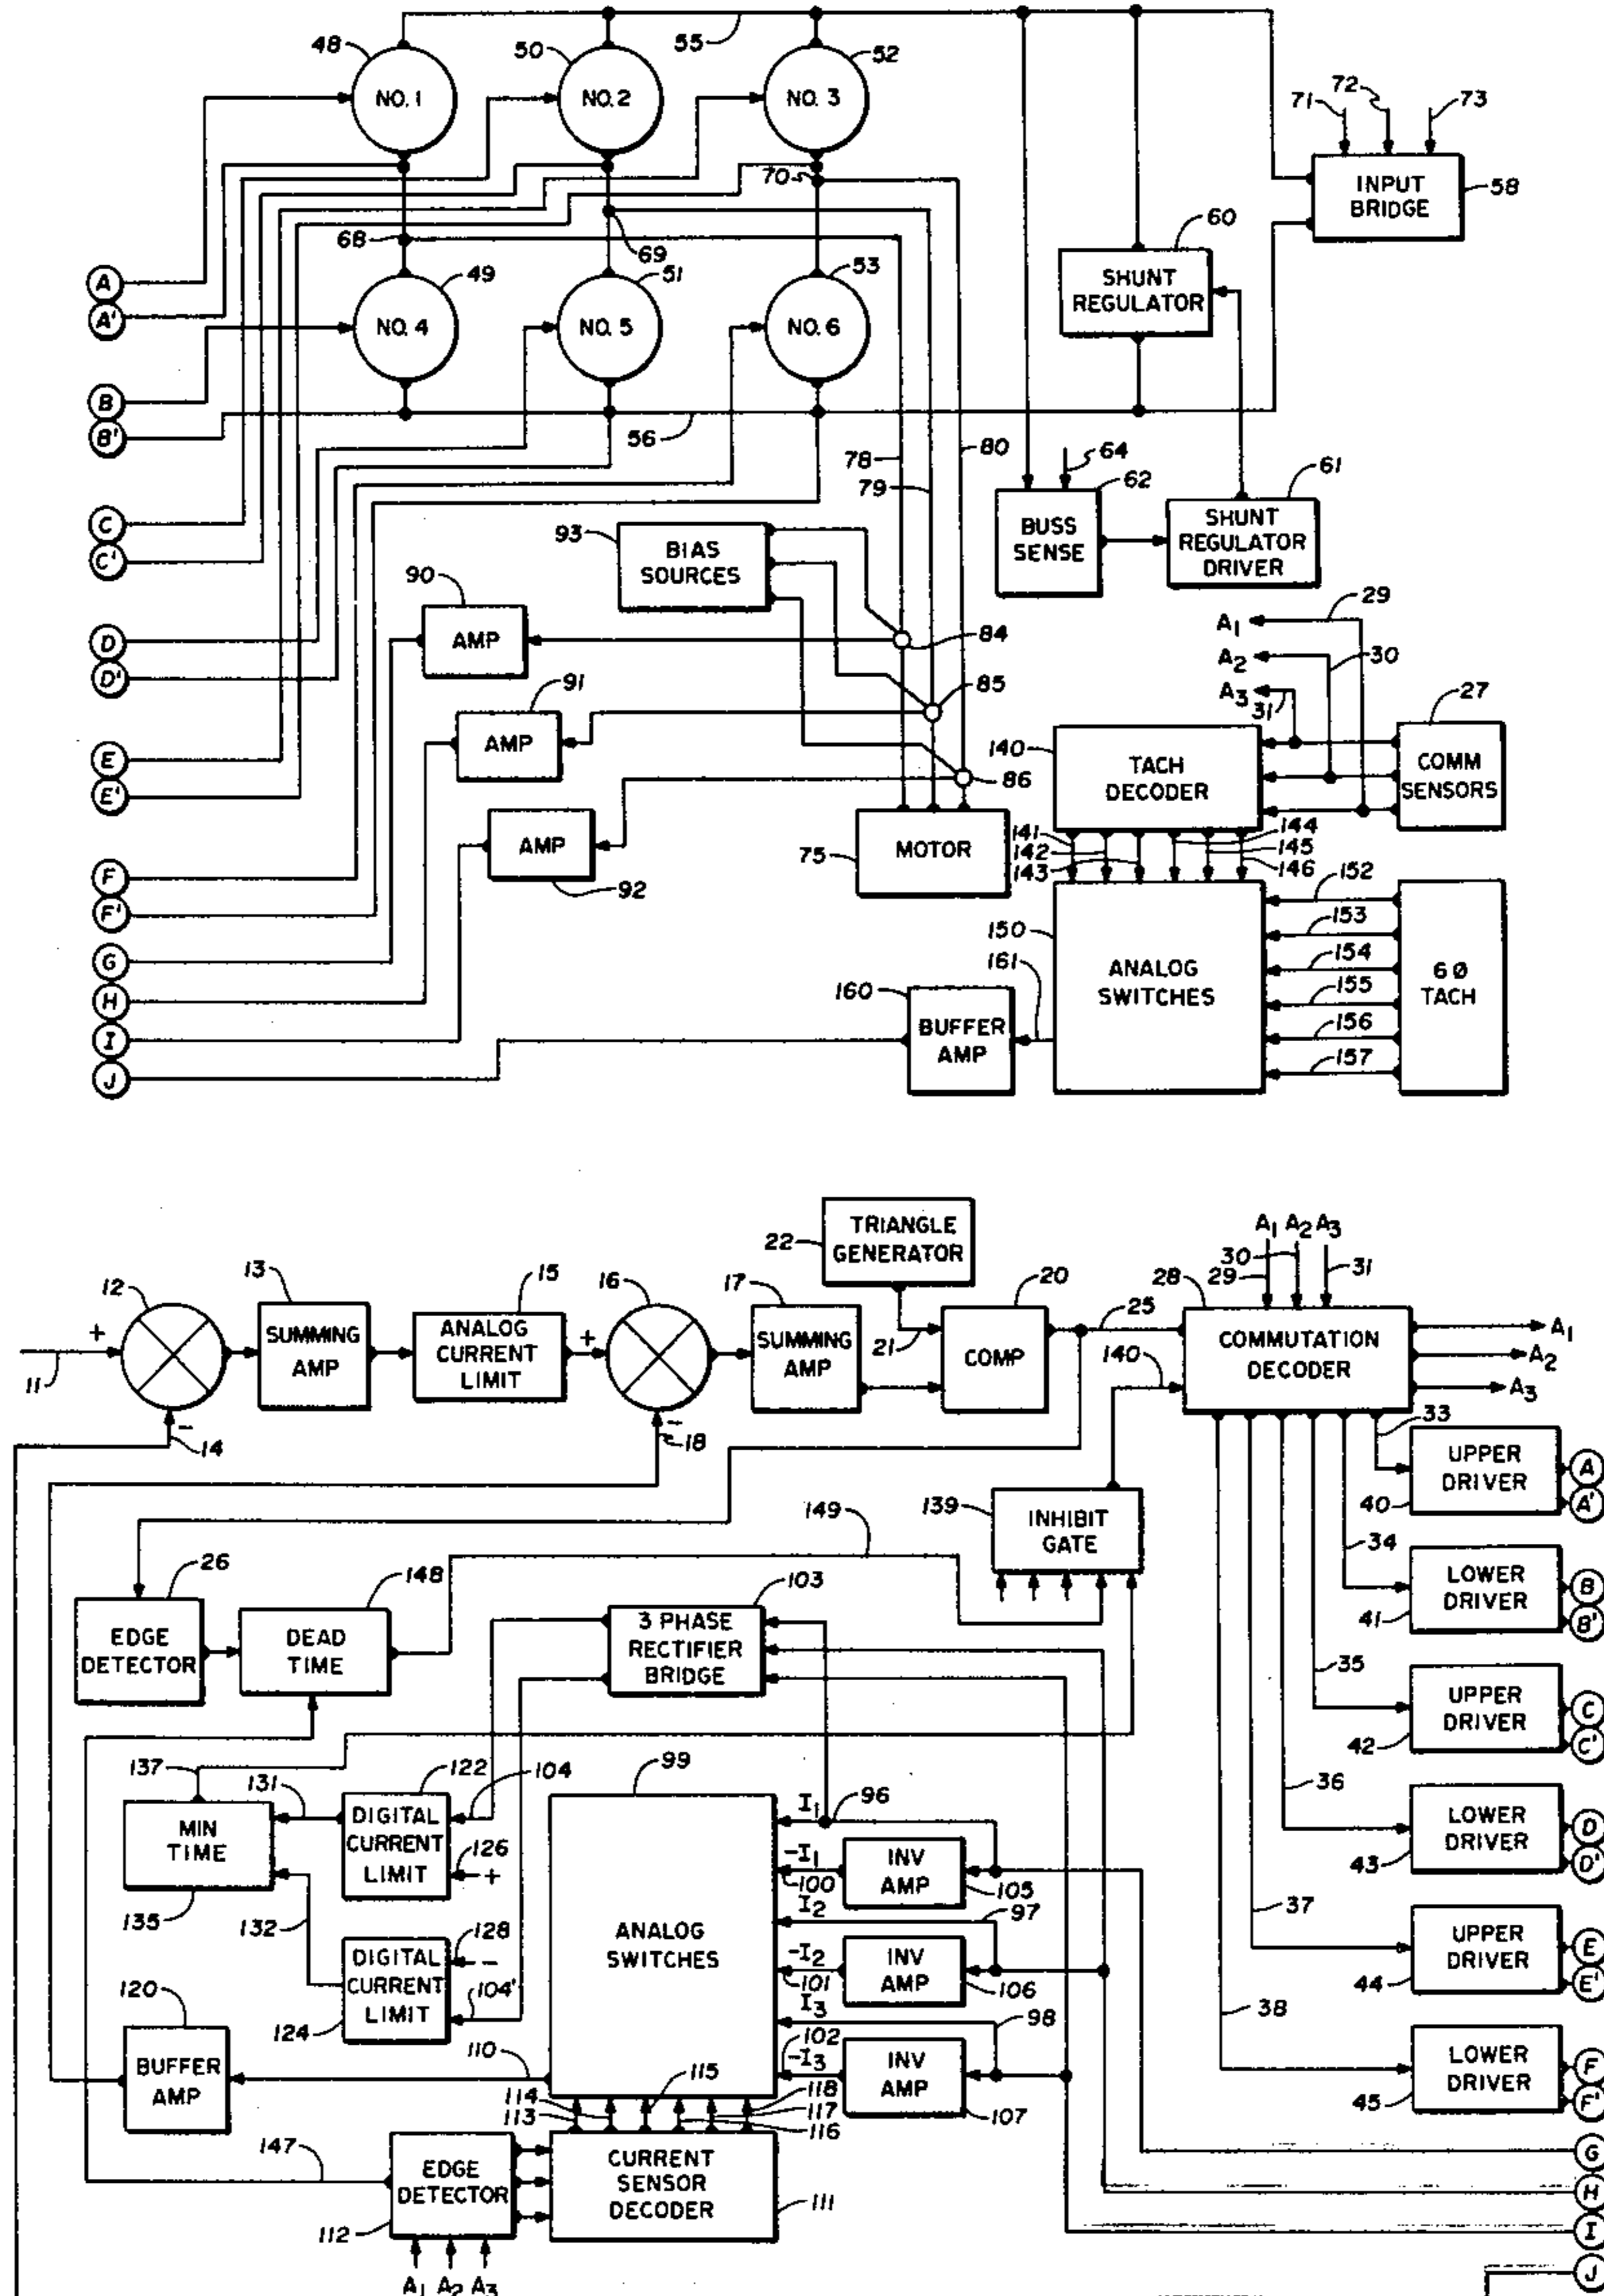 48
50
52
55
NO. 1
NO. 2
NO. 3
71
72
73
INPUT
BRIDGE
58
70
68
69
60
SHUNT
REGULATOR
49
51
53
NO. 4
NO. 5
NO. 6
A
A'
B
B'
56
78
79
80
64
62
61
BUSS
SENSE
SHUNT
REGULATOR
DRIVER
C
C'
93
BIAS
SOURCES
90
AMP
84
D
D'
A1
A2
A3
29
30
31
91
AMP
85
27
COMM
SENSORS
140
TACH
DECODER
E
E'
86
92
AMP
75
MOTOR
141
142
143
144
145
146
F
F'
G
H
I
J
150
ANALOG
SWITCHES
152
153
154
155
156
157
6Ø
TACH
160
161
BUFFER
AMP
22
TRIANGLE
GENERATOR
A1 A2 A3
30
29
31
12
13
15
16
17
20
25
28
+
11
-
14
SUMMING
AMP
ANALOG
CURRENT
LIMIT
+
-
18
SUMMING
AMP
21
COMP
140
COMMUTATION
DECODER
A1
A2
A3
33
UPPER
DRIVER
40
A
A'
139
INHIBIT
GATE
149
34
LOWER
DRIVER
41
B
B'
26
EDGE
DETECTOR
148
DEAD
TIME
103
3 PHASE
RECTIFIER
BRIDGE
35
UPPER
DRIVER
42
C
C'
137
131
122
104
99
I1
96
36
MIN
TIME
135
DIGITAL
CURRENT
LIMIT
126
+
-I1
100
INV
AMP
105
LOWER
DRIVER
43
D
D'
132
I2
97
37
DIGITAL
CURRENT
LIMIT
124
128
-
104'
ANALOG
SWITCHES
-I2
101
INV
AMP
106
UPPER
DRIVER
44
E
E'
I3
98
38
120
BUFFER
AMP
110
102
-I3
INV
AMP
107
LOWER
DRIVER
45
F
F'
114
113
115
118
117
116
147
EDGE
DETECTOR
112
CURRENT
SENSOR
DECODER
111
G
H
I
J
A1 A2 A3